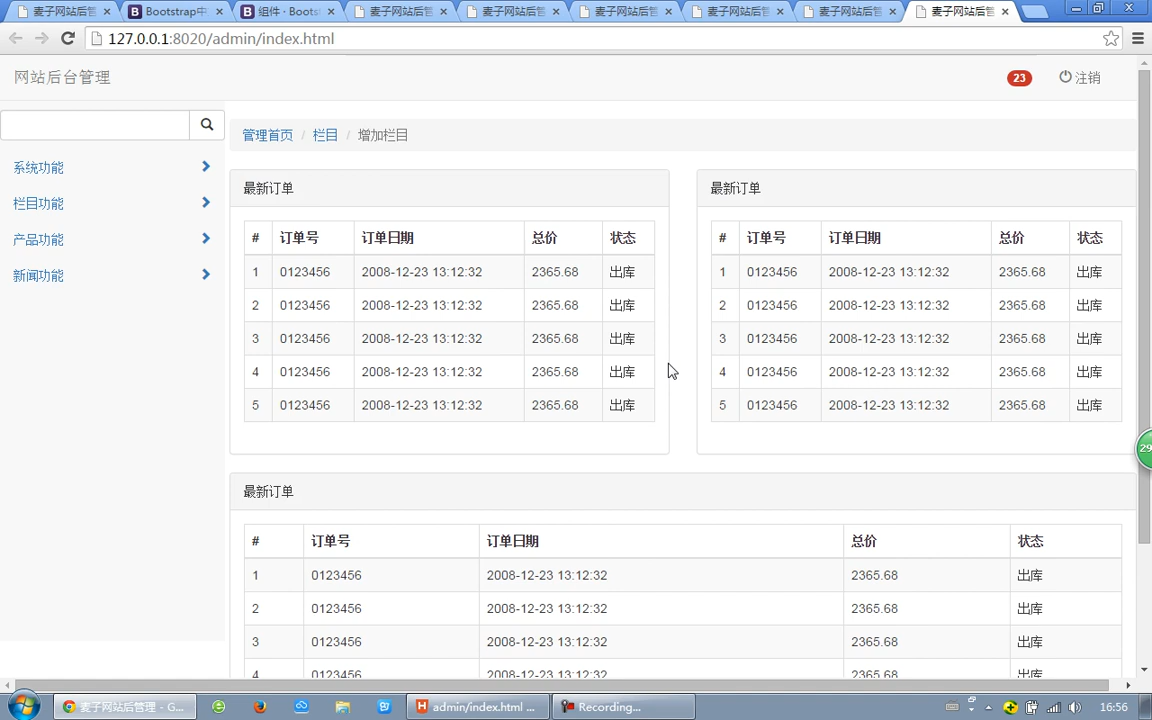 麦子网站后管
Bootstrap中
组件 · Boots
麦子网站后管
麦子网站后管
麦子网站后管
麦子网站后管
麦子网站后管
麦子网站后管
127.0.0.1:8020/admin/index.html
网站后台管理
23
注销
管理首页 / 栏目 / 增加栏目
系统功能
栏目功能
产品功能
新闻功能
最新订单
# 订单号 订单日期 总价 状态
1 0123456 2008-12-23 13:12:32 2365.68 出库
2 0123456 2008-12-23 13:12:32 2365.68 出库
3 0123456 2008-12-23 13:12:32 2365.68 出库
4 0123456 2008-12-23 13:12:32 2365.68 出库
5 0123456 2008-12-23 13:12:32 2365.68 出库
最新订单
# 订单号 订单日期 总价 状态
1 0123456 2008-12-23 13:12:32 2365.68 出库
2 0123456 2008-12-23 13:12:32 2365.68 出库
3 0123456 2008-12-23 13:12:32 2365.68 出库
4 0123456 2008-12-23 13:12:32 2365.68 出库
5 0123456 2008-12-23 13:12:32 2365.68 出库
29
最新订单
# 订单号 订单日期 总价 状态
1 0123456 2008-12-23 13:12:32 2365.68 出库
2 0123456 2008-12-23 13:12:32 2365.68 出库
3 0123456 2008-12-23 13:12:32 2365.68 出库
4 0123456 2008-12-23 13:12:32 2365.68 出库
麦子网站后管理 - G...
admin/index.html ...
Recording...
16:56